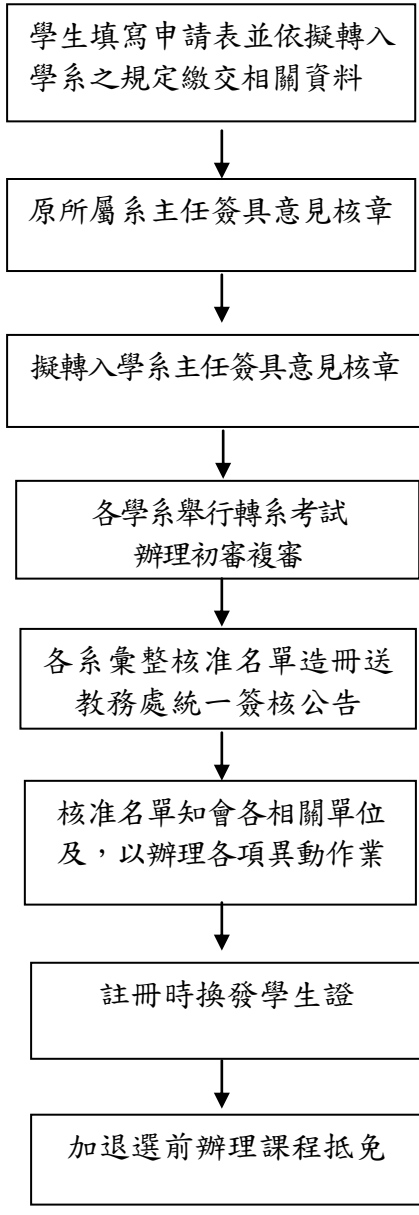 學生填寫申請表並依擬轉入
學系之規定繳交相關資料
原所屬系主任簽具意見核章
擬轉入學系主任簽具意見核章
各學系舉行轉系考試
辦理初審複審
各系彙整核准名單造冊送
教務處統一簽核公告
核准名單知會各相關單位
及，以辦理各項異動作業
註冊時換發學生證
加退選前辦理課程抵免